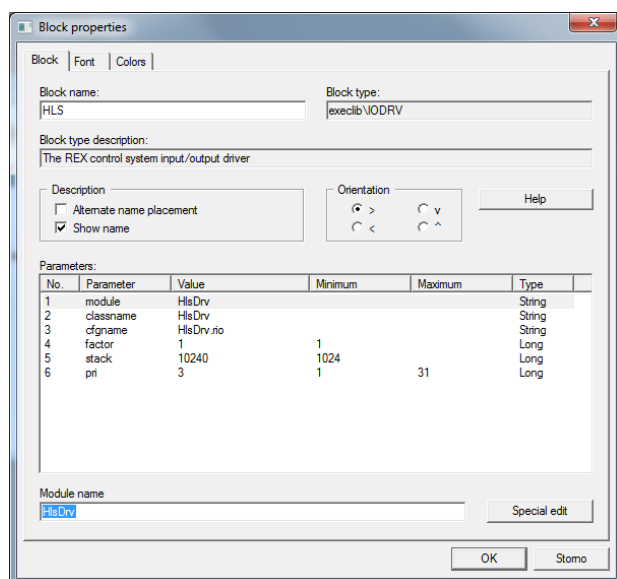 Block properties
Block Font Colors
Block name: Block type:
HLS execlib\IODRV
Block type description:
The REX control system input/output driver
Description Orientation
Alternate name placement > v Help
Show name < ^
Parameters:
No. Parameter Value Minimum Maximum Type
1 module HlsDrv String
2 classname HlsDrv String
3 cfgname HlsDrv.rio String
4 factor 1 1 Long
5 stack 10240 1024 Long
6 pri 3 1 31 Long
Module name
HlsDrv Special edit
OK Storno